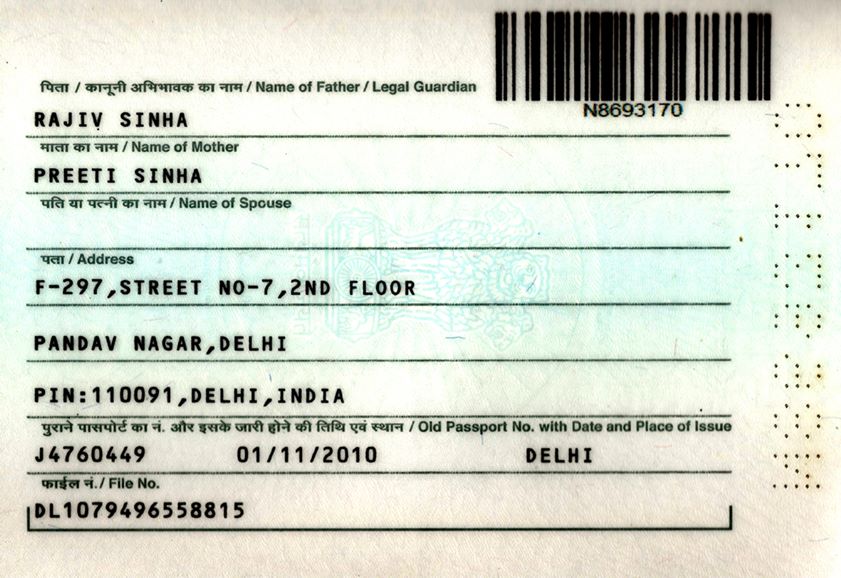 पिता / कानूनी अभिभावक का नाम / Name of Father / Legal Guardian
N8693170
RAJIV SINHA
माता का नाम / Name of Mother
PREETI SINHA
पति या पत्नी का नाम / Name of Spouse
पता / Address
F-297,STREET NO-7,2ND FLOOR
PANDAV NAGAR,DELHI
PIN:110091,DELHI,INDIA
पुराने पासपोर्ट का नं. और इसके जारी होने की तिथि एवं स्थान / Old Passport No. with Date and Place of Issue
J4760449 01/11/2010 DELHI
फाईल नं./ File No.
DL1079496558815